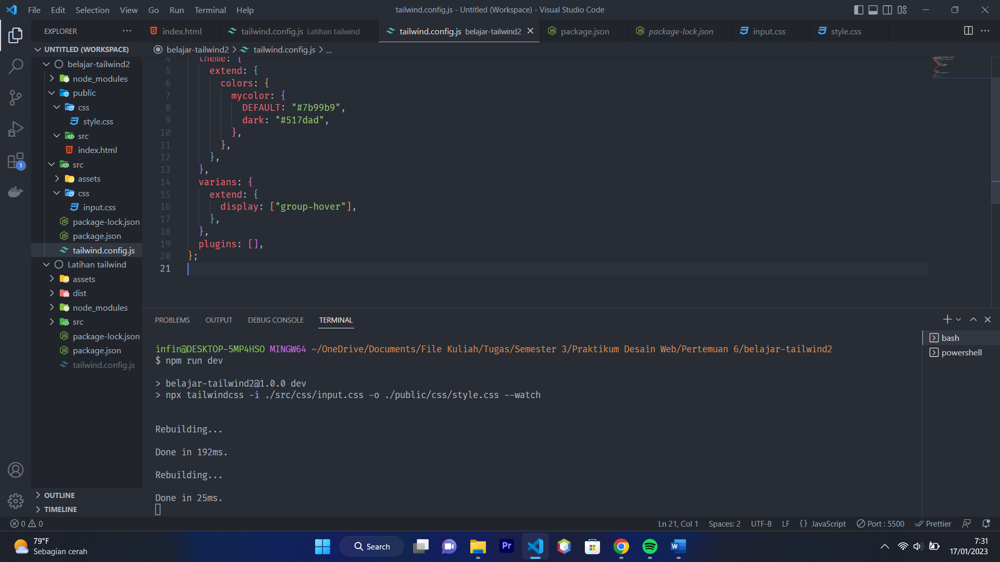 File Edit Selection View Go Run Terminal Help
tailwind.config.js - Untitled (Workspace) - Visual Studio Code
EXPLORER
index.html
tailwind.config.js Latihan tailwind
tailwind.config.js belajar-tailwind2
package.json
package-lock.json
input.css
style.css
UNTITLED (WORKSPACE)
belajar-tailwind2
node_modules
public
css
style.css
src
index.html
src
assets
css
input.css
package-lock.json
package.json
tailwind.config.js
Latihan tailwind
assets
dist
node_modules
src
package-lock.json
package.json
tailwind.config.js
OUTLINE
TIMELINE
1
belajar-tailwind2 > tailwind.config.js > ...
4 theme: {
5 extend: {
6 colors: {
7 mycolor: {
8 DEFAULT: "#7b99b9",
9 dark: "#517dad",
10 },
11 },
12 },
13 },
14 varians: {
15 extend: {
16 display: ["group-hover"],
17 },
18 },
19 plugins: [],
20 };
21
PROBLEMS OUTPUT DEBUG CONSOLE TERMINAL
infin@DESKTOP-5MP4HSO MINGW64 ~/OneDrive/Documents/File Kuliah/Tugas/Semester 3/Praktikum Desain Web/Pertemuan 6/belajar-tailwind2
$ npm run dev
> belajar-tailwind2@1.0.0 dev
> npx tailwindcss -i ./src/css/input.css -o ./public/css/style.css --watch
Rebuilding...
Done in 192ms.
Rebuilding...
Done in 25ms.
bash
powershell
0 0
Ln 21, Col 1 Spaces: 2 UTF-8 LF {} JavaScript Port : 5500 Prettier
79°F
Sebagian cerah
Search
Pr
W
7:31
17/01/2023